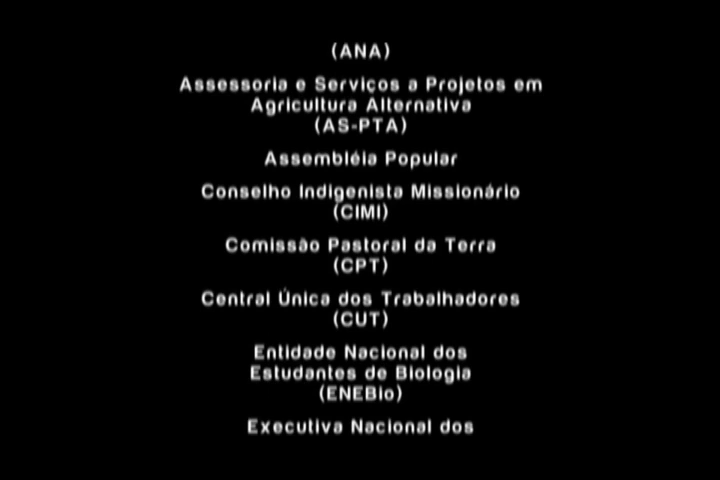 (ANA)
Assessoria e Serviços a Projetos em
Agricultura Alternativa
(AS-PTA)
Assembléia Popular
Conselho Indigenista Missionário
(CIMI)
Comissão Pastoral da Terra
(CPT)
Central Única dos Trabalhadores
(CUT)
Entidade Nacional dos
Estudantes de Biologia
(ENEBio)
Executiva Nacional dos